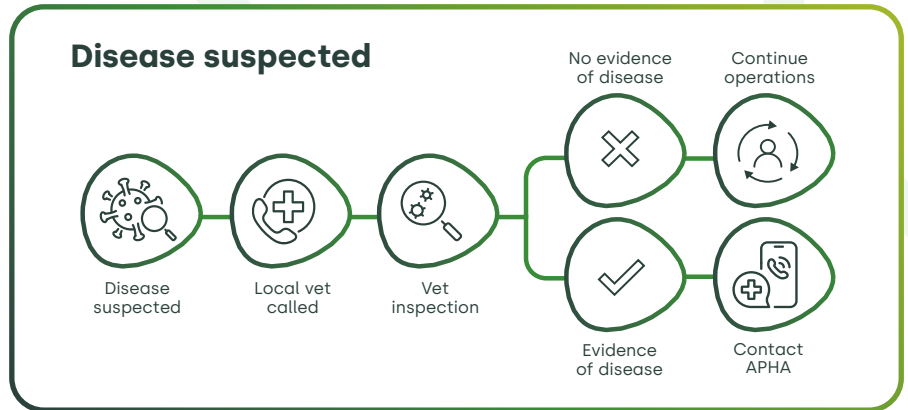 Disease suspected
Disease
suspected
Local vet
called
Vet
inspection
No evidence
of disease
Continue
operations
Evidence
of disease
Contact
APHA